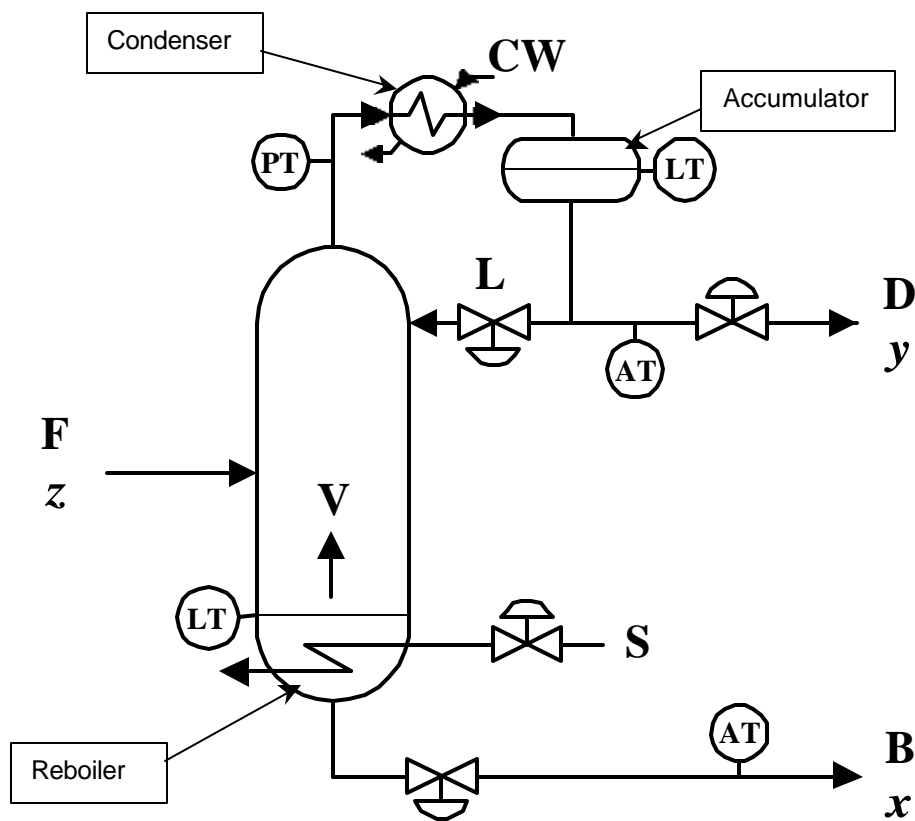 Condenser
CW
Accumulator
PT
LT
L
D
y
AT
F
z
V
LT
S
AT
B
x
Reboiler